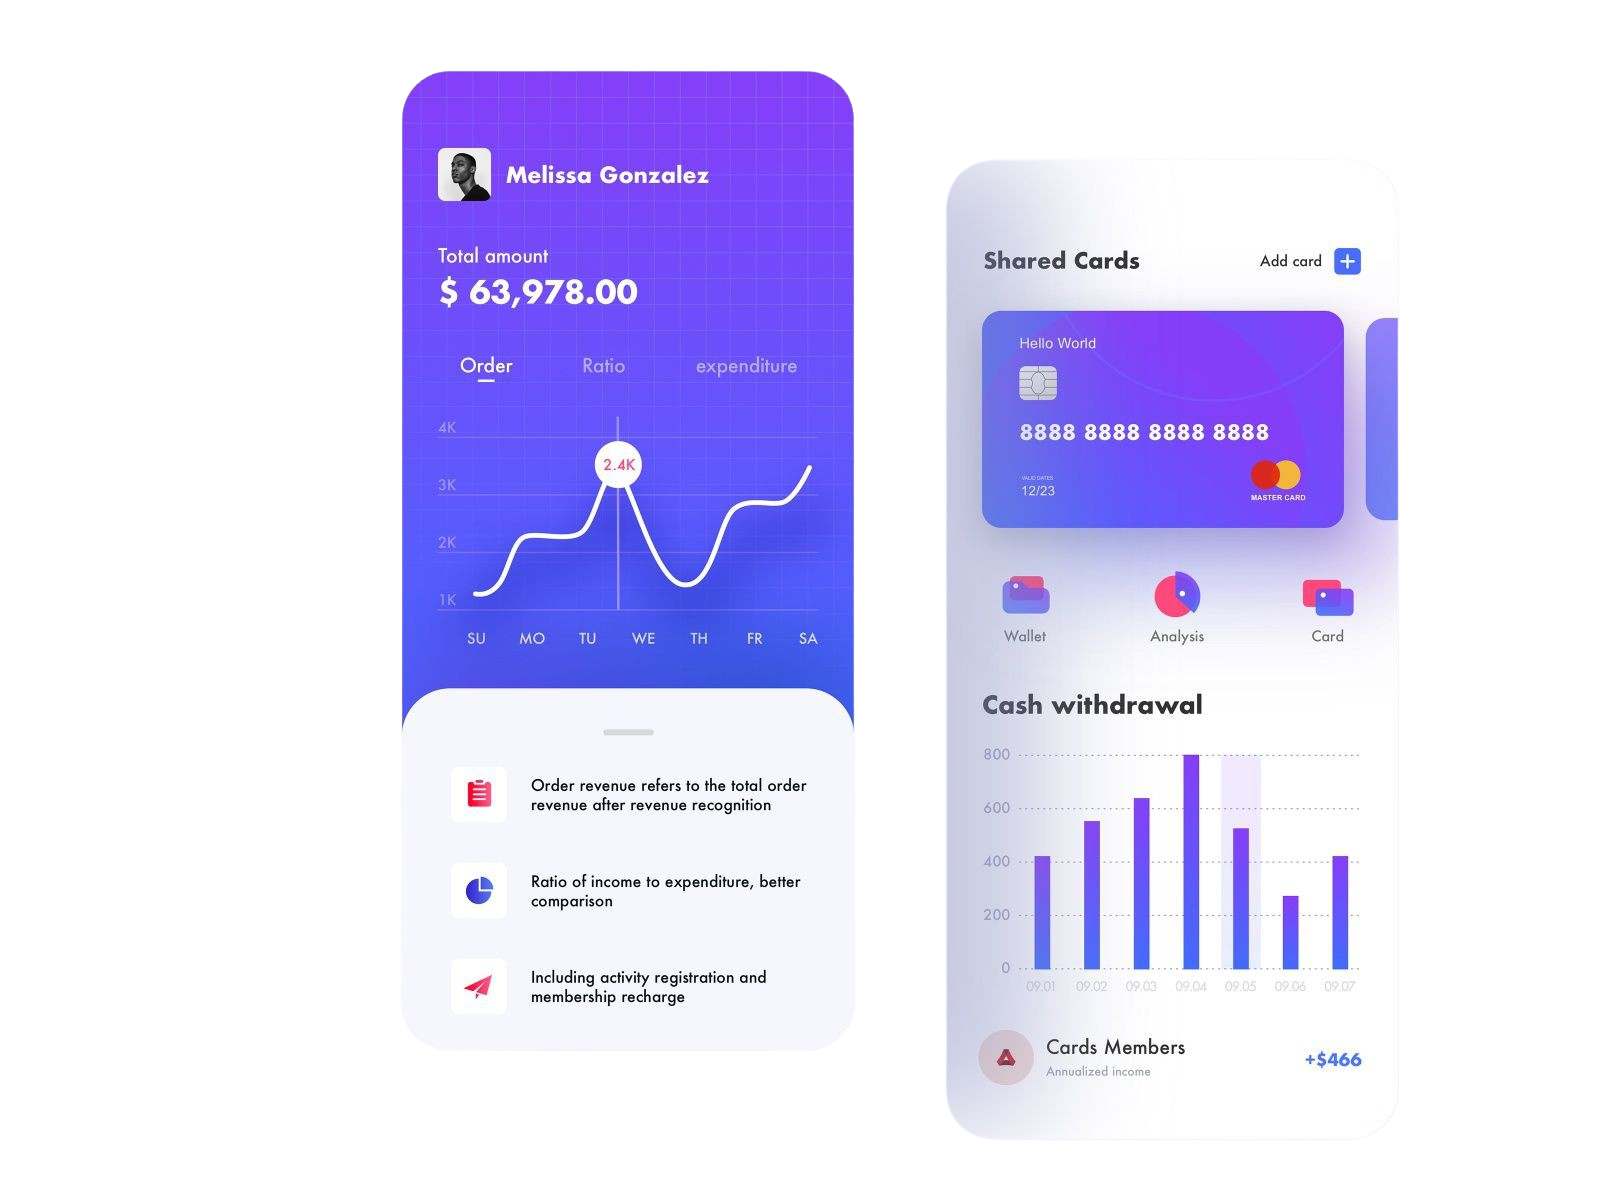 Melissa Gonzalez
Total amount
$ 63,978.00
Order Ratio expenditure
4K
2.4K
3K
2K
1K
SU MO TU WE TH FR SA
Order revenue refers to the total order
revenue after revenue recognition
Ratio of income to expenditure, better
comparison
Including activity registration and
membership recharge
Shared Cards Add card
Hello World
8888 8888 8888 8888
VALID DATES
12/23
MASTER CARD
Wallet Analysis Card
Cash withdrawal
800
600
400
200
0
09.01 09.02 09.03 09.04 09.05 09.06 09.07
Cards Members
Annualized income
+$466